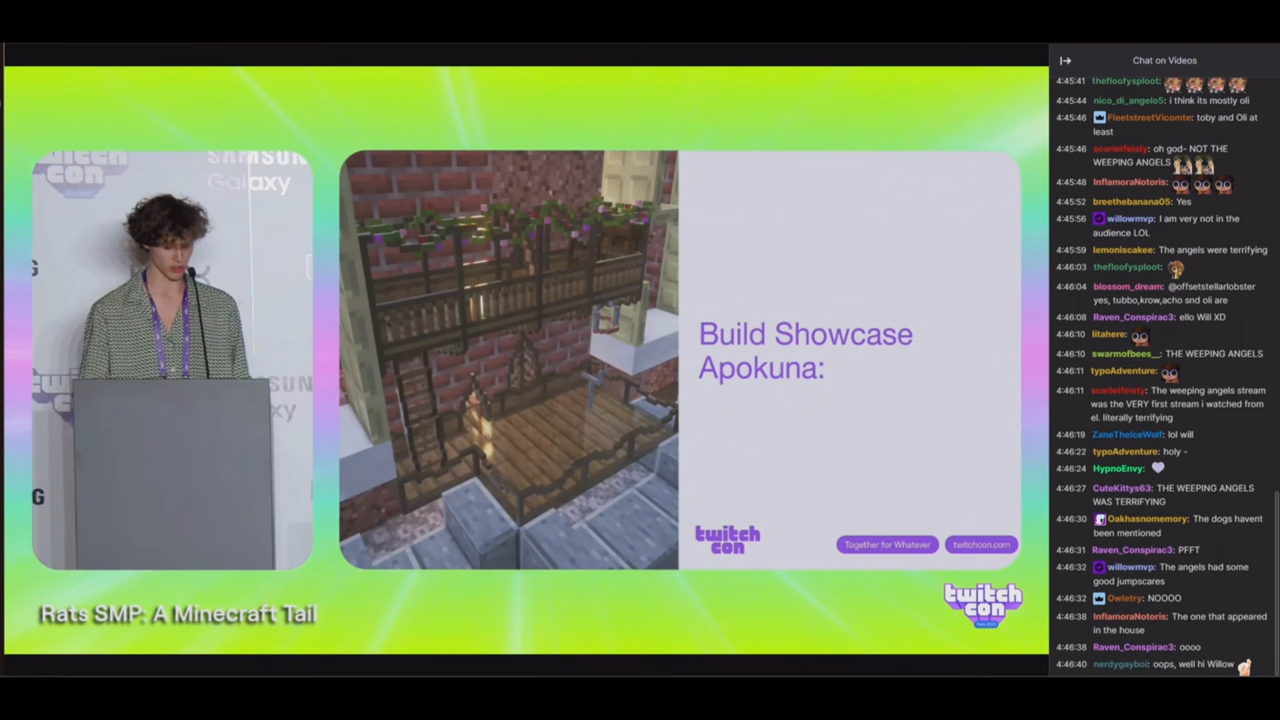 Chat on Videos
4:45:41 thefloofysploot:
4:45:44 nico_di_angelo5: i think its mostly oli
4:45:46 FleetstreetVicomte: toby and Oli at
least
4:45:46 scarletfeisty: oh god- NOT THE
WEEPING ANGELS
4:45:48 InflamoraNotoris:
4:45:52 breethebanana05: Yes
4:45:56 willowmvp: I am very not in the
audience LOL
4:45:59 lemoniscakee: The angels were terrifying
4:46:03 thefloofysploot:
4:46:04 blossom_dream: @offsetstellarlobster
yes, tubbo,krow,acho snd oli are
4:46:08 Raven_Conspirac3: ello Will XD
4:46:10 litahere:
4:46:10 swarmofbees__: THE WEEPING ANGELS
4:46:11 typoAdventure:
4:46:11 scarletfeisty: The weeping angels stream
was the VERY first stream i watched from
el. literally terrifying
4:46:19 ZaneTheIceWolf: lol will
4:46:22 typoAdventure: holy -
4:46:24 HypnoEnvy:
4:46:27 CuteKittys63: THE WEEPING ANGELS
WAS TERRIFYING
4:46:30 Oakhasnomemory: The dogs havent
been mentioned
4:46:31 Raven_Conspirac3: PFFT
4:46:32 willowmvp: The angels had some
good jumpscares
4:46:32 Owletry: NOOOO
4:46:38 InflamoraNotoris: The one that appeared
in the house
4:46:38 Raven_Conspirac3: oooo
4:46:40 nerdygayboi: oops, well hi Willow
twitch
con
SAMSUN
Galaxy
Build Showcase
Apokuna:
twitch
con
Together for Whatever
twitchcon.com
Rats SMP: A Minecraft Tail
twitch
con